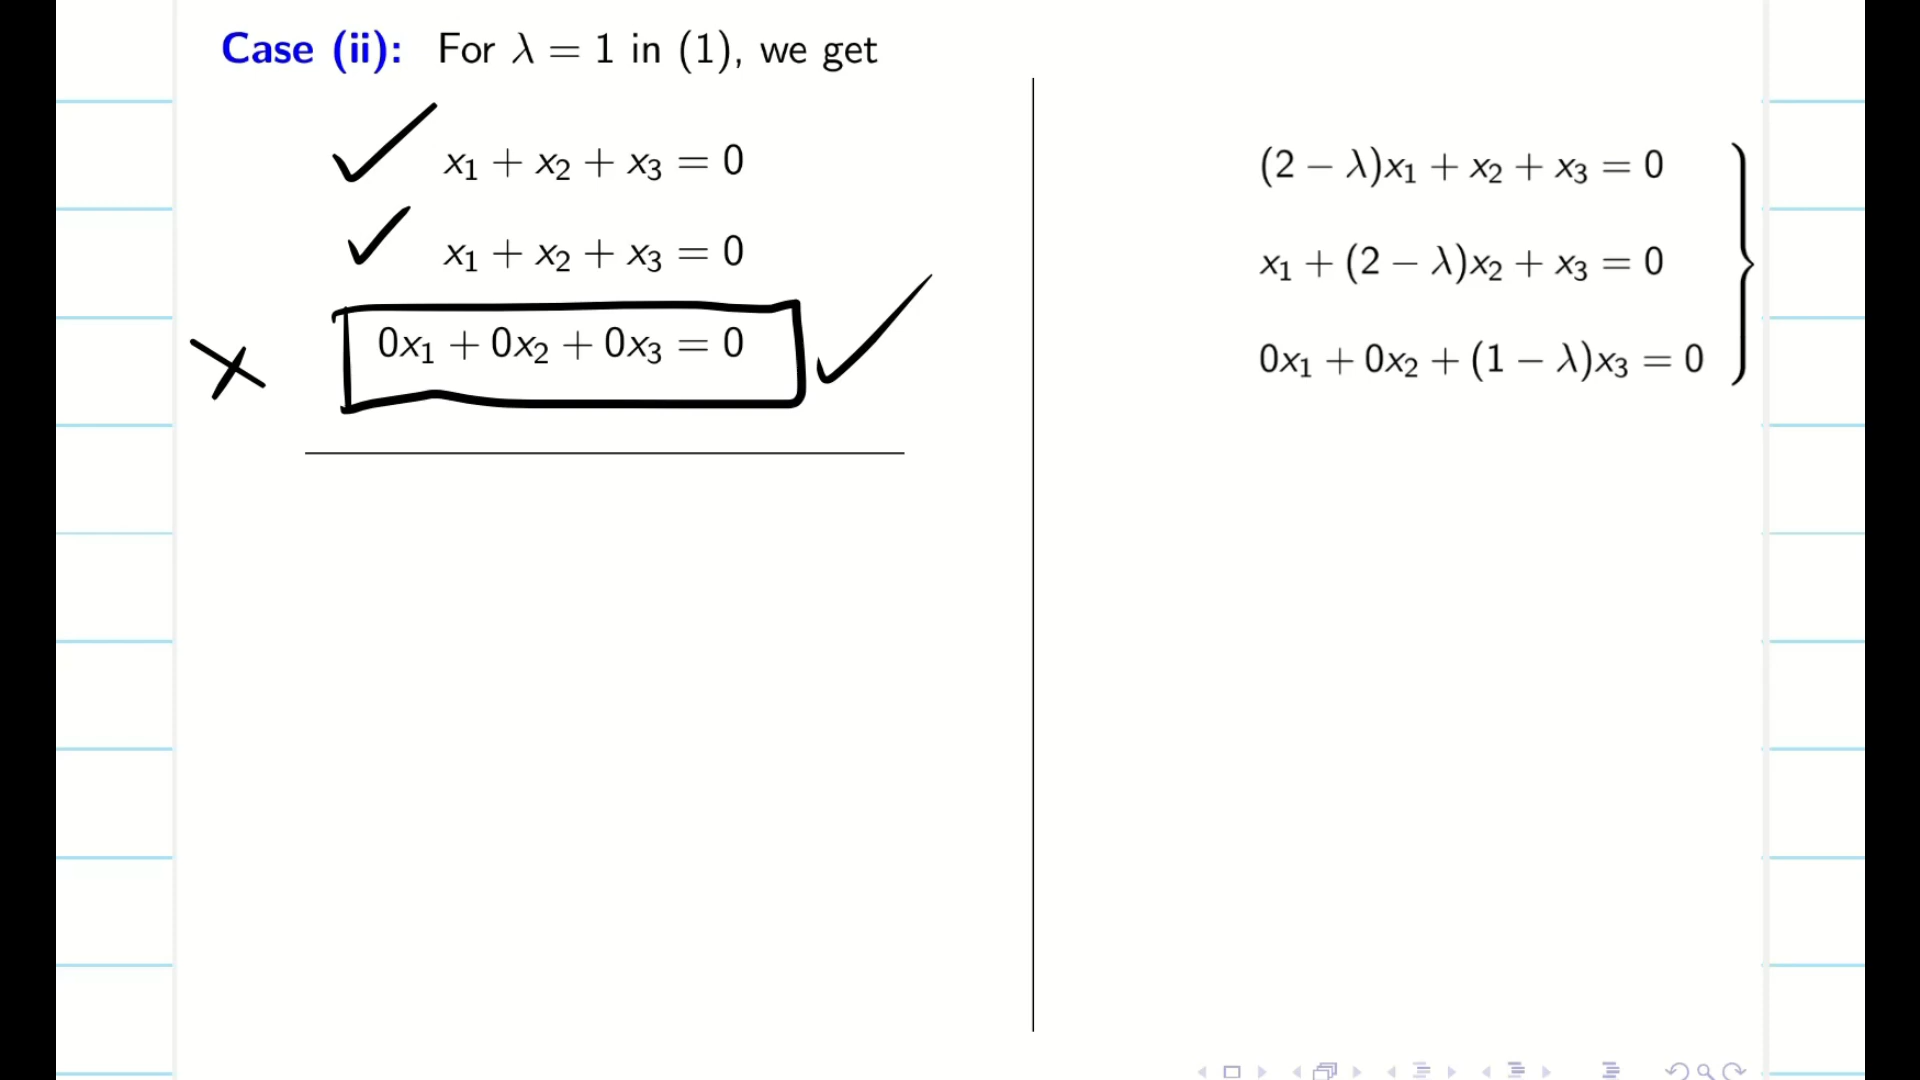 Case (ii): For λ = 1 in (1), we get
x₁ + x₂ + x₃ = 0
x₁ + x₂ + x₃ = 0
0x₁ + 0x₂ + 0x₃ = 0
(2 − λ)x₁ + x₂ + x₃ = 0
x₁ + (2 − λ)x₂ + x₃ = 0
0x₁ + 0x₂ + (1 − λ)x₃ = 0